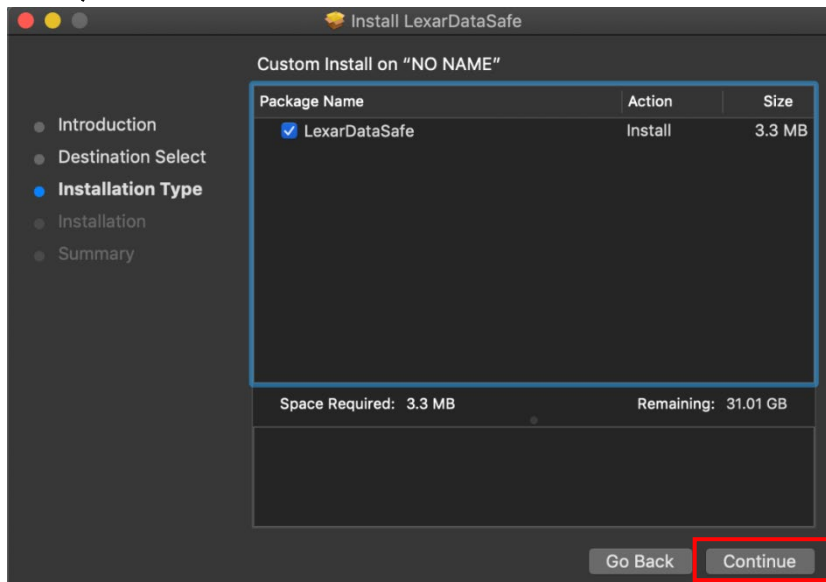 Install LexarDataSafe
Custom Install on “NO NAME”
Introduction
Destination Select
Installation Type
Installation
Summary
Package Name Action Size
LexarDataSafe Install 3.3 MB
Space Required: 3.3 MB Remaining: 31.01 GB
Go Back Continue